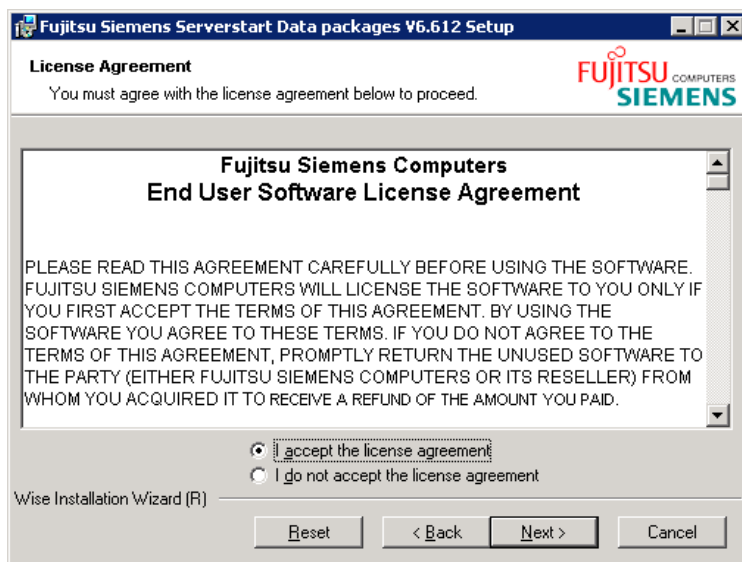 Fujitsu Siemens Serverstart Data packages V6.612 Setup
License Agreement
You must agree with the license agreement below to proceed.
FUJITSU COMPUTERS
SIEMENS
Fujitsu Siemens Computers
End User Software License Agreement
PLEASE READ THIS AGREEMENT CAREFULLY BEFORE USING THE SOFTWARE.
FUJITSU SIEMENS COMPUTERS WILL LICENSE THE SOFTWARE TO YOU ONLY IF
YOU FIRST ACCEPT THE TERMS OF THIS AGREEMENT. BY USING THE
SOFTWARE YOU AGREE TO THESE TERMS. IF YOU DO NOT AGREE TO THE
TERMS OF THIS AGREEMENT, PROMPTLY RETURN THE UNUSED SOFTWARE TO
THE PARTY (EITHER FUJITSU SIEMENS COMPUTERS OR ITS RESELLER) FROM
WHOM YOU ACQUIRED IT TO RECEIVE A REFUND OF THE AMOUNT YOU PAID.
I accept the license agreement
I do not accept the license agreement
Wise Installation Wizard (R)
Reset
< Back
Next >
Cancel